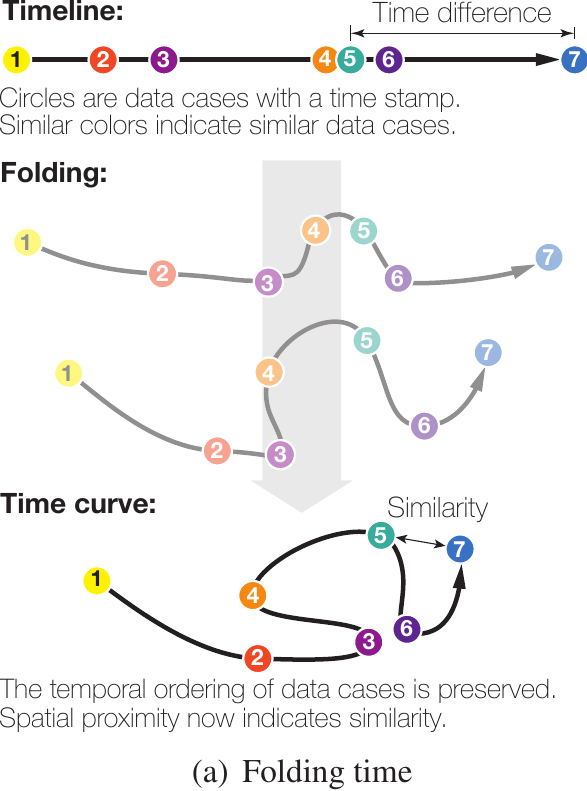 Timeline:
Time difference
1 2 3 4 5 6 7
Circles are data cases with a time stamp.
Similar colors indicate similar data cases.
Folding:
1 2 3 4 5 6 7
1 2 3 4 5 6 7
Time curve:
Similarity
1 2 3 4 5 6 7
The temporal ordering of data cases is preserved.
Spatial proximity now indicates similarity.
(a) Folding time